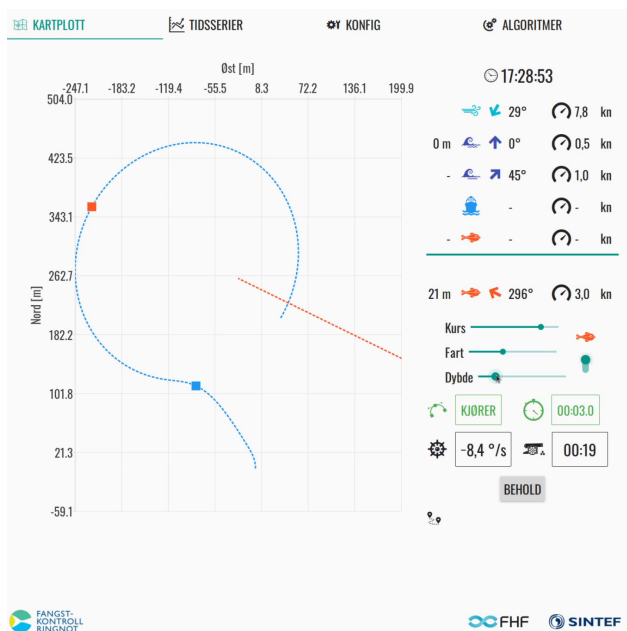 KARTPLOTT TIDSSERIER KONFIG ALGORITMER
17:28:53
Øst [m]
-247.1 -183.2 -119.4 -55.5 8.3 72.2 136.1 199.9
504.0
423.5
343.1
262.7
182.2
101.8
21.3
-59.1
Nord [m]
29° 7,8 kn
0 m 0° 0,5 kn
- 45° 1,0 kn
- - kn
- - - kn
21 m 296° 3,0 kn
Kurs
Fart
Dybde
KJØRER 00:03.0
-8,4 °/s 00:19
BEHOLD
FANGST-
KONTROLL
RINGNOT
FHF SINTEF